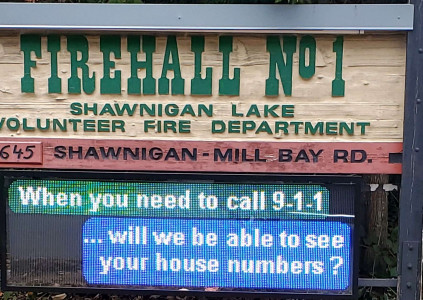 FIREHALL Nº 1
SHAWNIGAN LAKE
VOLUNTEER FIRE DEPARTMENT
645 SHAWNIGAN-MILL BAY RD.
When you need to call 9-1-1
... will we be able to see
your house numbers ?